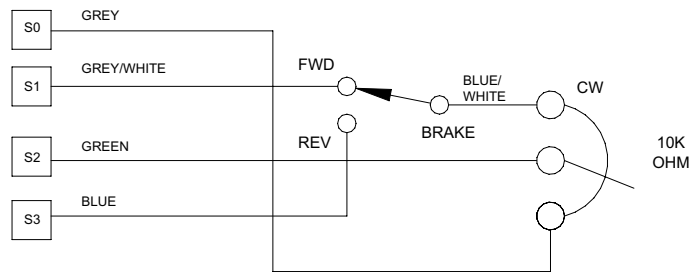 S0
GREY
S1
GREY/WHITE
FWD
BLUE/
WHITE
CW
BRAKE
REV
10K
OHM
S2
GREEN
S3
BLUE